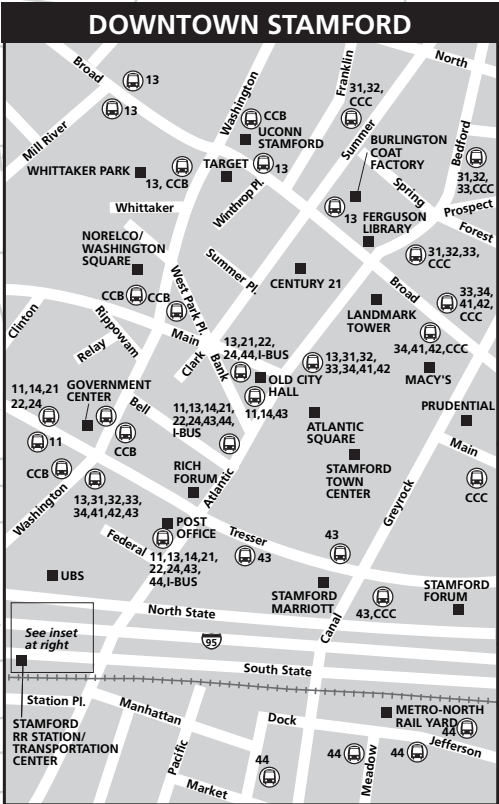 DOWNTOWN STAMFORD
North
Broad
Franklin
Washington
13
31,32,
CCC
13
CCB
Summer
Mill River
UCONN
STAMFORD
BURLINGTON
COAT
FACTORY
Bedford
WHITTAKER PARK
TARGET
13
13, CCB
31,32,
33,CCC
Winthrop Pl.
Spring
Whittaker
13
Prospect
FERGUSON
LIBRARY
Forest
NORELCO/
WASHINGTON
SQUARE
Summer Pl.
31,32,33,
CCC
CENTURY 21
CCB
CCB
West Park Pl.
Broad
33,34,
41,42,
CCC
LANDMARK
TOWER
Clinton
Rippowam
Main
Relay
Clark
Bank
13,21,22,
24,44,I-BUS
13,31,32,
33,34,41,42
34,41,42,CCC
MACY'S
11,14,21
22,24
GOVERNMENT
CENTER
OLD CITY
HALL
Bell
11,14,43
11,13,14,21,
22,24,43,44,
I-BUS
PRUDENTIAL
11
CCB
ATLANTIC
SQUARE
Main
CCB
RICH
FORUM
STAMFORD
TOWN
CENTER
CCC
Washington
13,31,32,33,
34,41,42,43
Atlantic
Greyrock
POST
OFFICE
Federal
Tresser
43
43
11,13,14,21,
22,24,43,
44,I-BUS
UBS
STAMFORD
MARRIOTT
STAMFORD
FORUM
43,CCC
North State
See inset
at right
95
Canal
South State
Station Pl.
Manhattan
Dock
METRO-NORTH
RAIL YARD
44
STAMFORD
RR STATION/
TRANSPORTATION
CENTER
Pacific
44
44
Jefferson
44
Meadow
Market